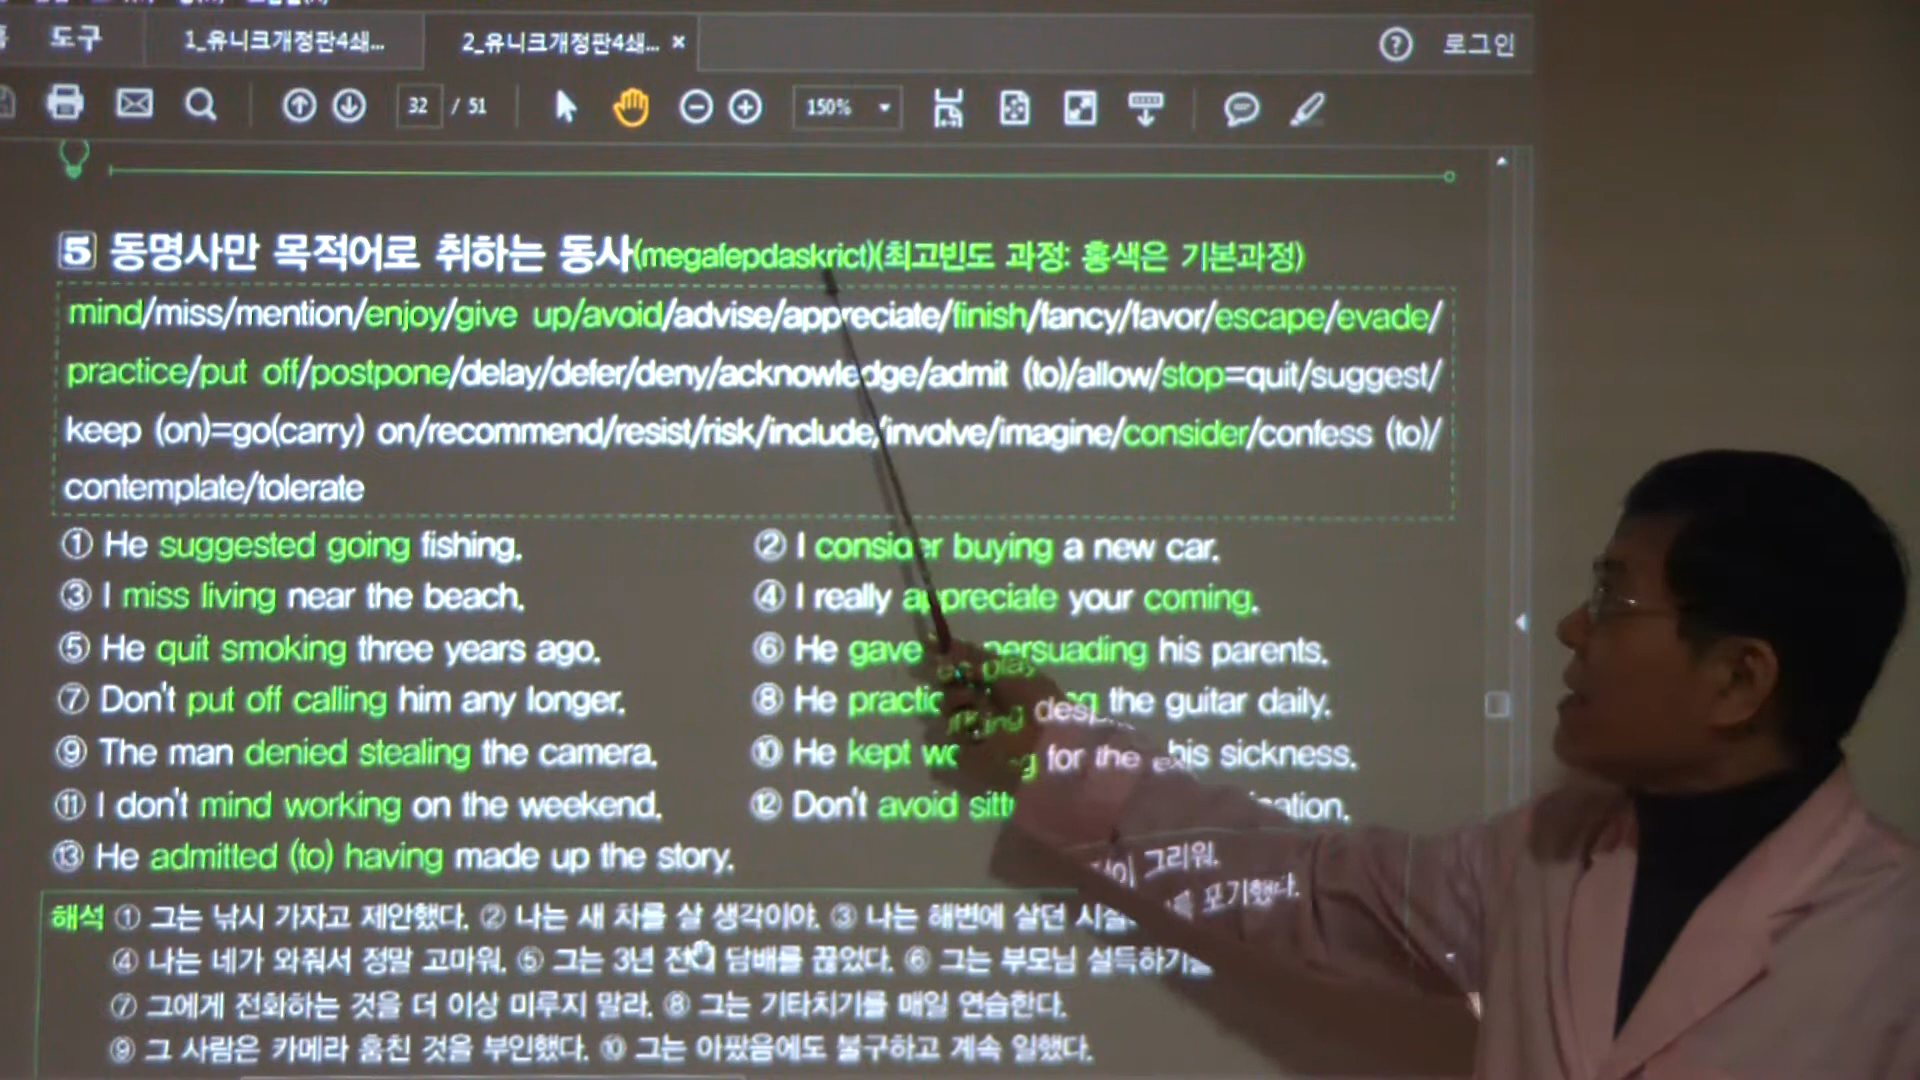 도구
1_유니크개정판4쇄...
2_유니크개정판4쇄... ×
? 로그인
32 / 51
150%
5 동명사만 목적어로 취하는 동사(megafepdaskrict)(최고빈도 과정: 홍색은 기본과정)
mind/miss/mention/enjoy/give up/avoid/advise/appreciate/finish/fancy/favor/escape/evade/
practice/put off/postpone/delay/defer/deny/acknowledge/admit (to)/allow/stop=quit/suggest/
keep (on)=go(carry) on/recommend/resist/risk/include/involve/imagine/consider/confess (to)/
contemplate/tolerate
① He suggested going fishing.
② I consider buying a new car.
③ I miss living near the beach.
④ I really appreciate your coming.
⑤ He quit smoking three years ago.
⑥ He gave persuading his parents.
⑦ Don't put off calling him any longer.
⑧ He the guitar daily.
⑨ The man denied stealing the camera.
⑩ He kept his sickness.
⑪ I don't mind working on the weekend.
⑫ Don't avoid for the
⑬ He admitted (to) having made up the story.
해석 ① 그는 낚시 가자고 제안했다. ② 나는 새 차를 살 생각이야. ③ 나는 해변에 살던 그리워.
④ 나는 네가 와줘서 정말 고마워. ⑤ 그는 3년 전에 담배를 끊었다. ⑥ 그는 부모님 포기했다.
⑦ 그에게 전화하는 것을 더 이상 미루지 말라. ⑧ 그는 기타치기를 매일 연습한다.
⑨ 그 사람은 카메라 훔친 것을 부인했다. ⑩ 그는 아팠음에도 불구하고 계속 일했다.